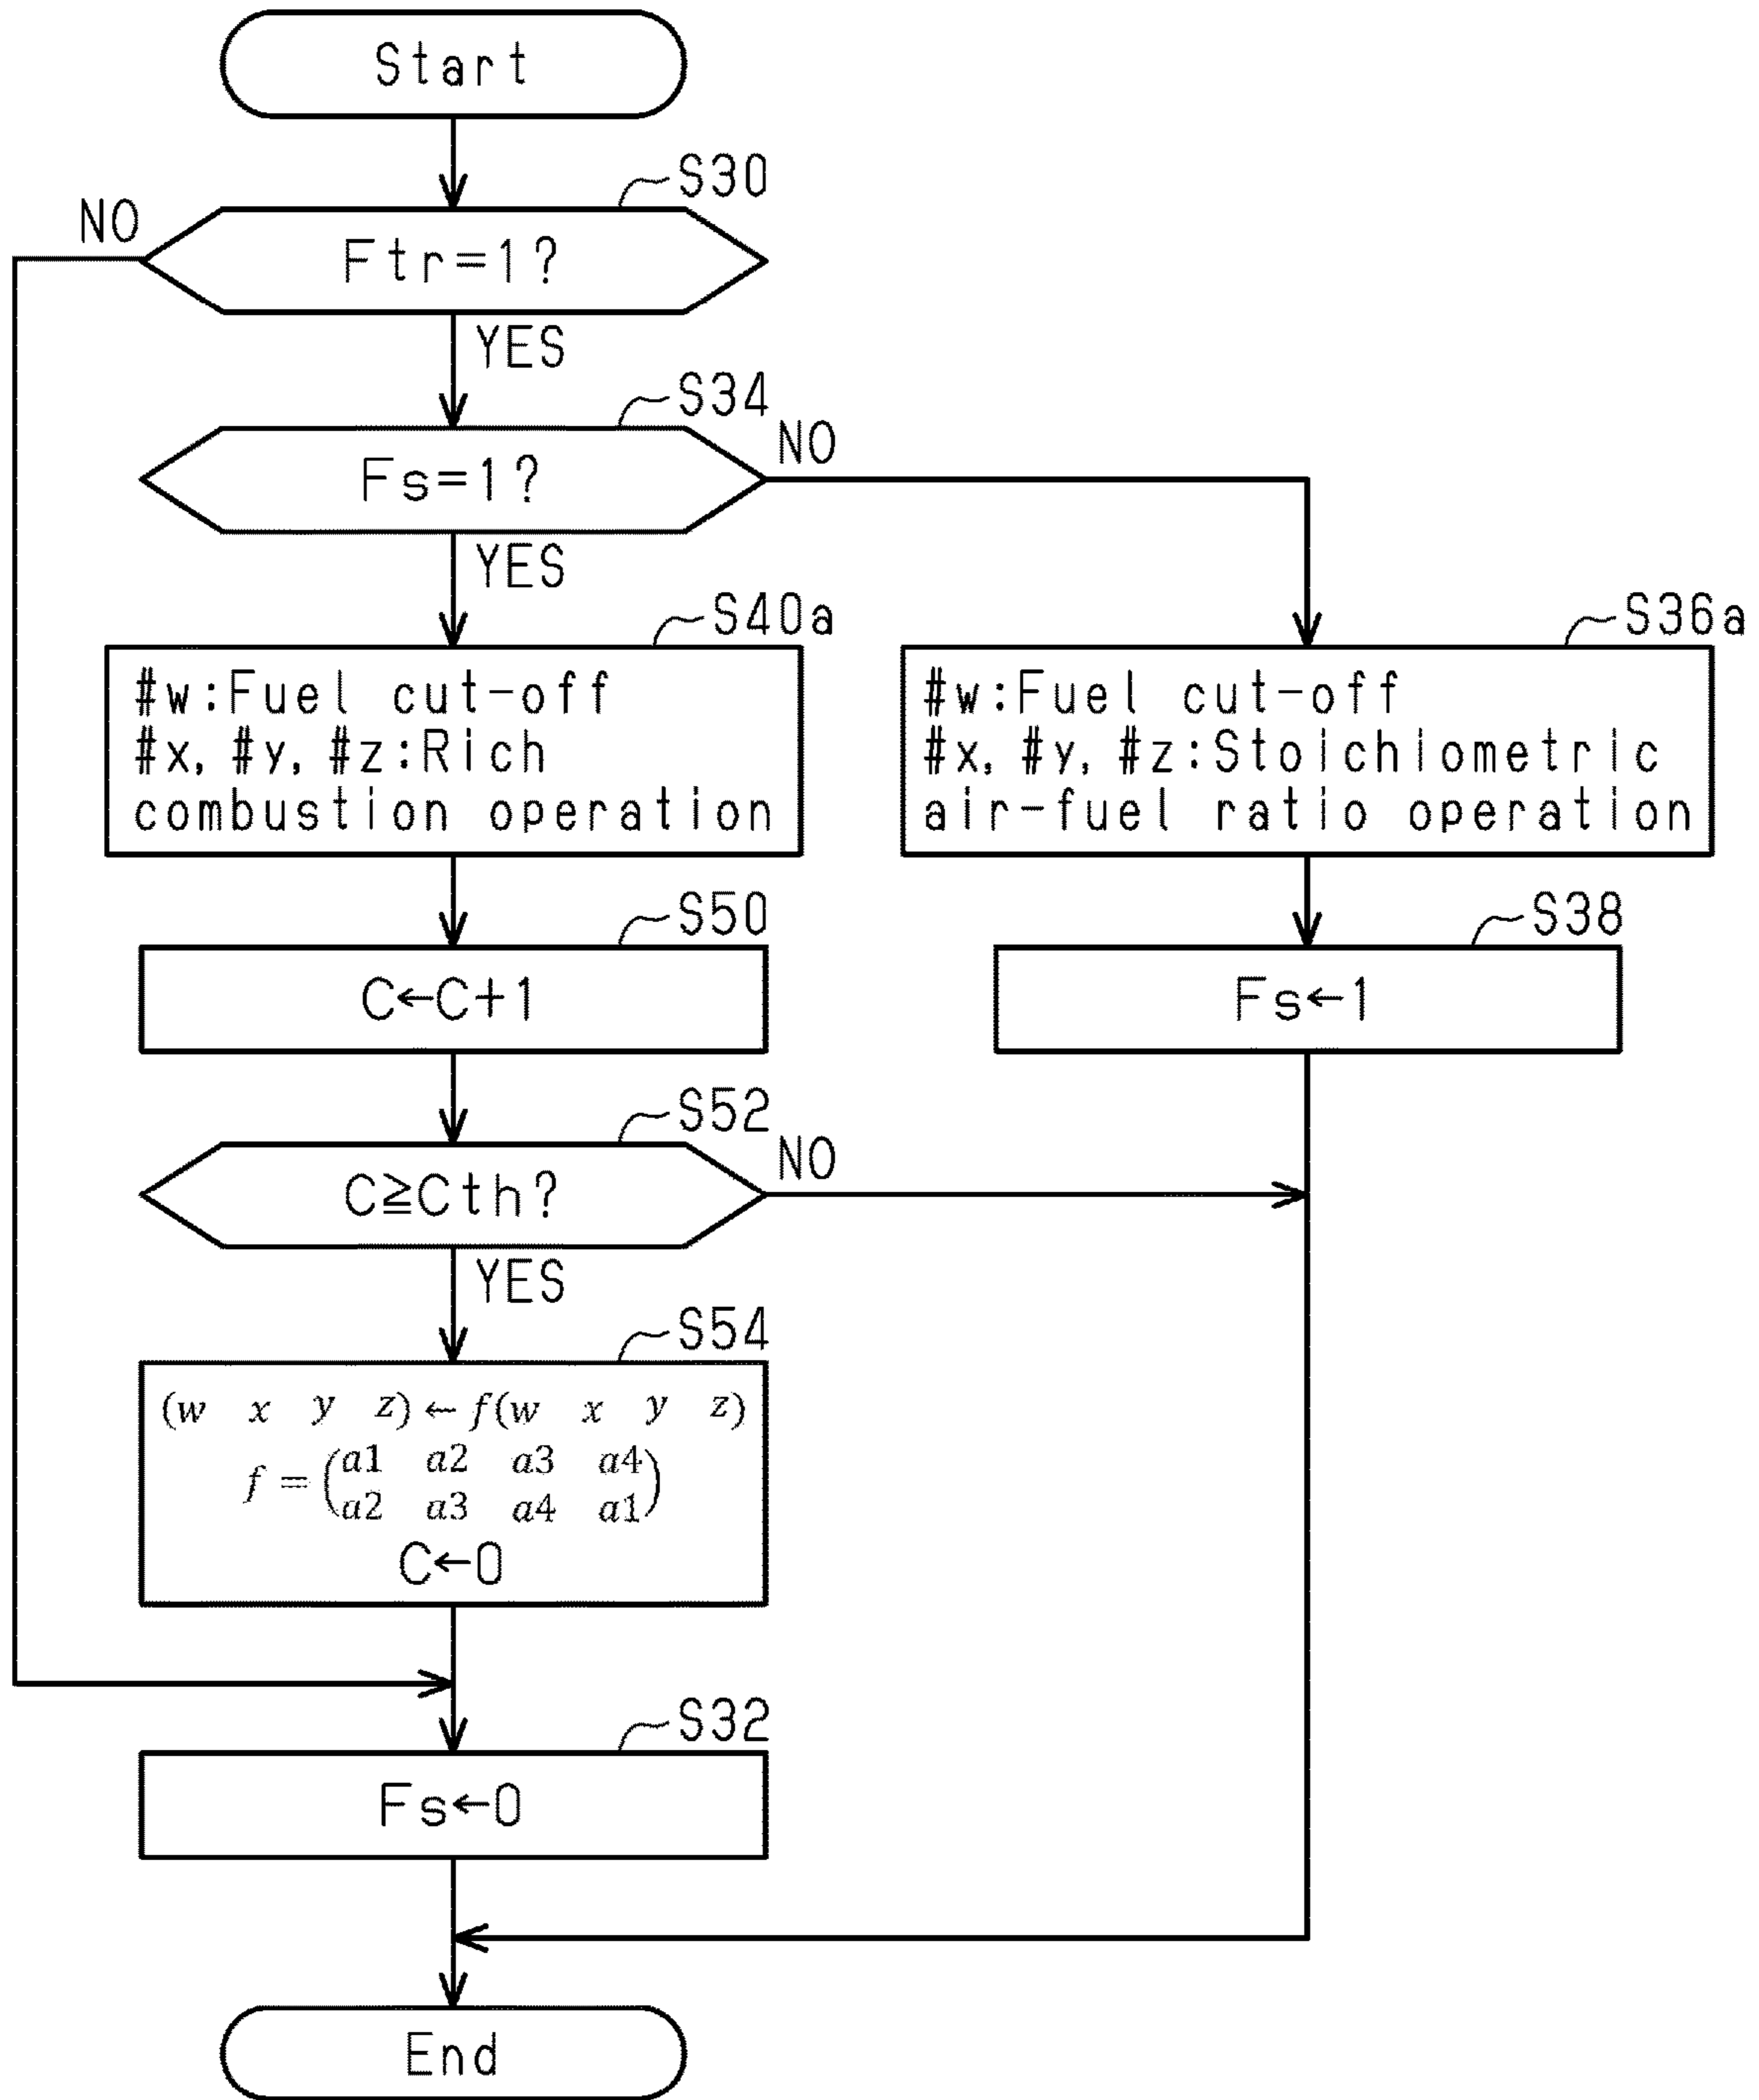 Start
S30
NO
Ftr=1?
YES
S34
NO
Fs=1?
YES
S40a
#w:Fuel cut-off
#x, #y, #z:Rich
combustion operation
S36a
#w:Fuel cut-off
#x, #y, #z:Stoichiometric
air-fuel ratio operation
S50
C←C+1
S38
Fs←1
S52
NO
C≧Cth?
YES
S54
(w x y z) ← f(w x y z)
f = (a1 a2 a3 a4
a2 a3 a4 a1)
C←0
S32
Fs←0
End